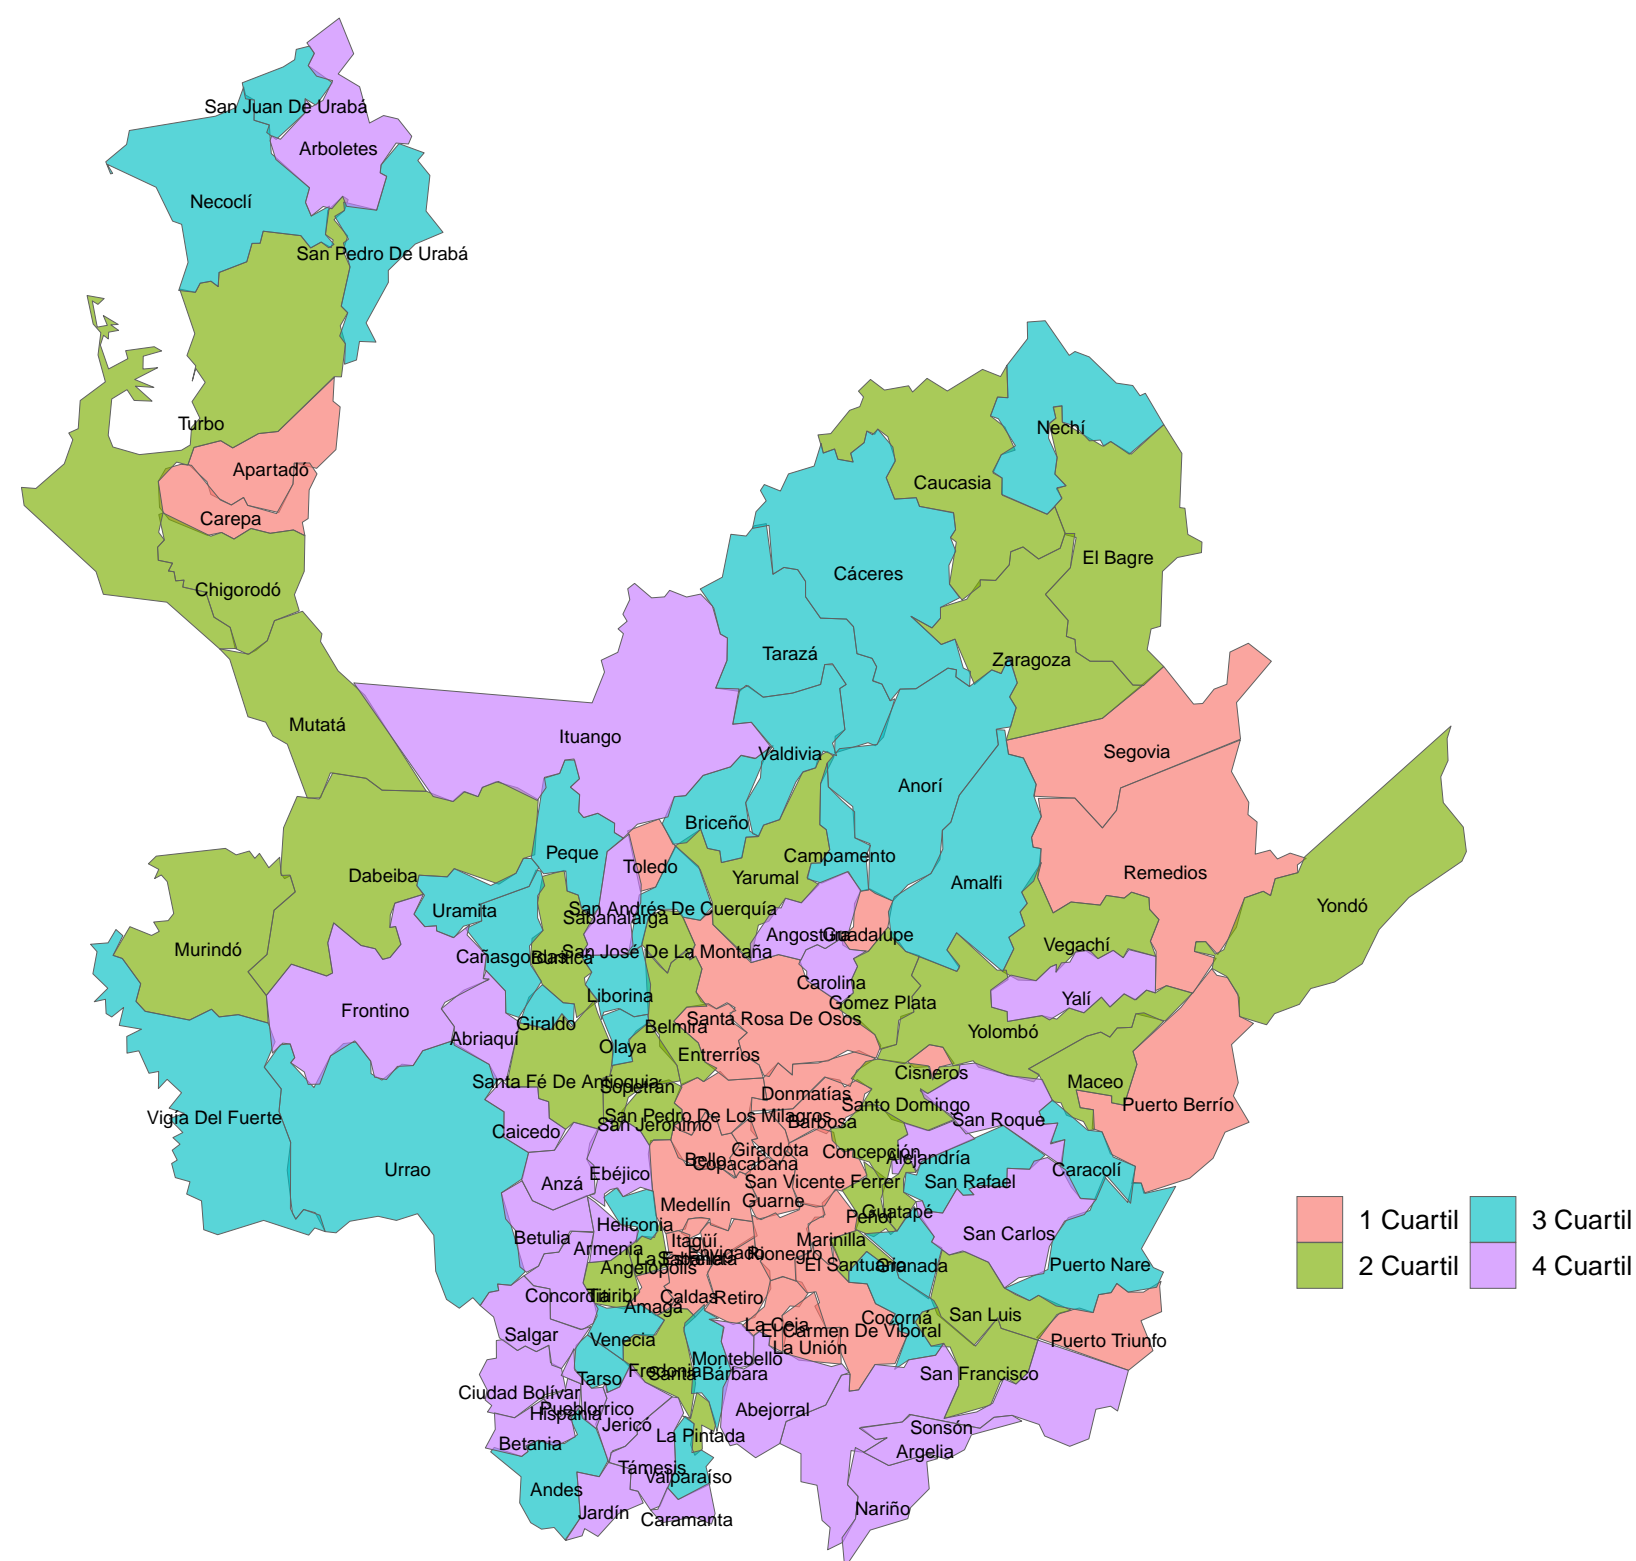 San Juan De Urabá
Arboletes
Necoclí
San Pedro De Urabá
Turbo
Nechí
Apartadó
Caucasia
Carepa
El Bagre
Cáceres
Chigorodó
Tarazá
Zaragoza
Mutatá
Ituango
Valdivia
Segovia
Anorí
Briceño
Peque
Campamento
Toledo
Remedios
Dabeiba
Yarumal
Amalfi
Yondó
Uramita
San Andrés De Cuerquía
Sabanalarga
Angostura
Guadalupe
Vegachí
Murindó
San José De La Montaña
Cañasgordas
Buriticá
Carolina
Liborina
Yalí
Gómez Plata
Frontino
Santa Rosa De Osos
Giraldo
Belmira
Yolombó
Abriaquí
Olaya
Entrerríos
Cisneros
Santa Fé De Antioquia
Maceo
Sopetrán
Donmatías
Santo Domingo
Puerto Berrío
Vigía Del Fuerte
San Pedro De Los Milagros
San Roque
Barbosa
San Jerónimo
Caicedo
Girardota
Concepción
Alejandría
Bello
Copacabana
Urrao
Caracolí
Ebéjico
Anzá
San Vicente Ferrer
San Rafael
Guarne
Medellín
Guatapé
Peñol
Heliconia
San Carlos
1 Cuartil
3 Cuartil
Betulia
Itagüí
Marinilla
Armenia
Envigado
Rionegro
La Estrella
Sabaneta
El Santuario
Granada
Puerto Nare
Angelópolis
2 Cuartil
4 Cuartil
Concordia
Titiribí
Caldas
Retiro
Amagá
San Luis
Cocorná
La Ceja
El Carmen De Viboral
Salgar
Venecia
Puerto Triunfo
La Unión
Montebello
Fredonia
Santa Bárbara
San Francisco
Tarso
Ciudad Bolívar
Pueblorrico
Hispania
Abejorral
Jericó
Sonsón
La Pintada
Betania
Argelia
Támesis
Valparaíso
Andes
Nariño
Jardín
Caramanta